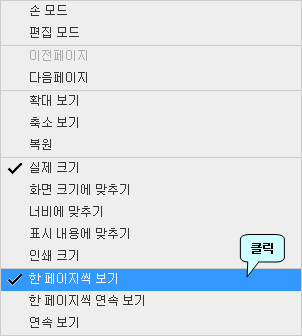 손 모드
편집 모드
이전페이지
다음페이지
확대 보기
축소 보기
복원
실제 크기
화면 크기에 맞추기
너비에 맞추기
표시 내용에 맞추기
인쇄 크기
클릭
한 페이지씩 보기
한 페이지씩 연속 보기
연속 보기